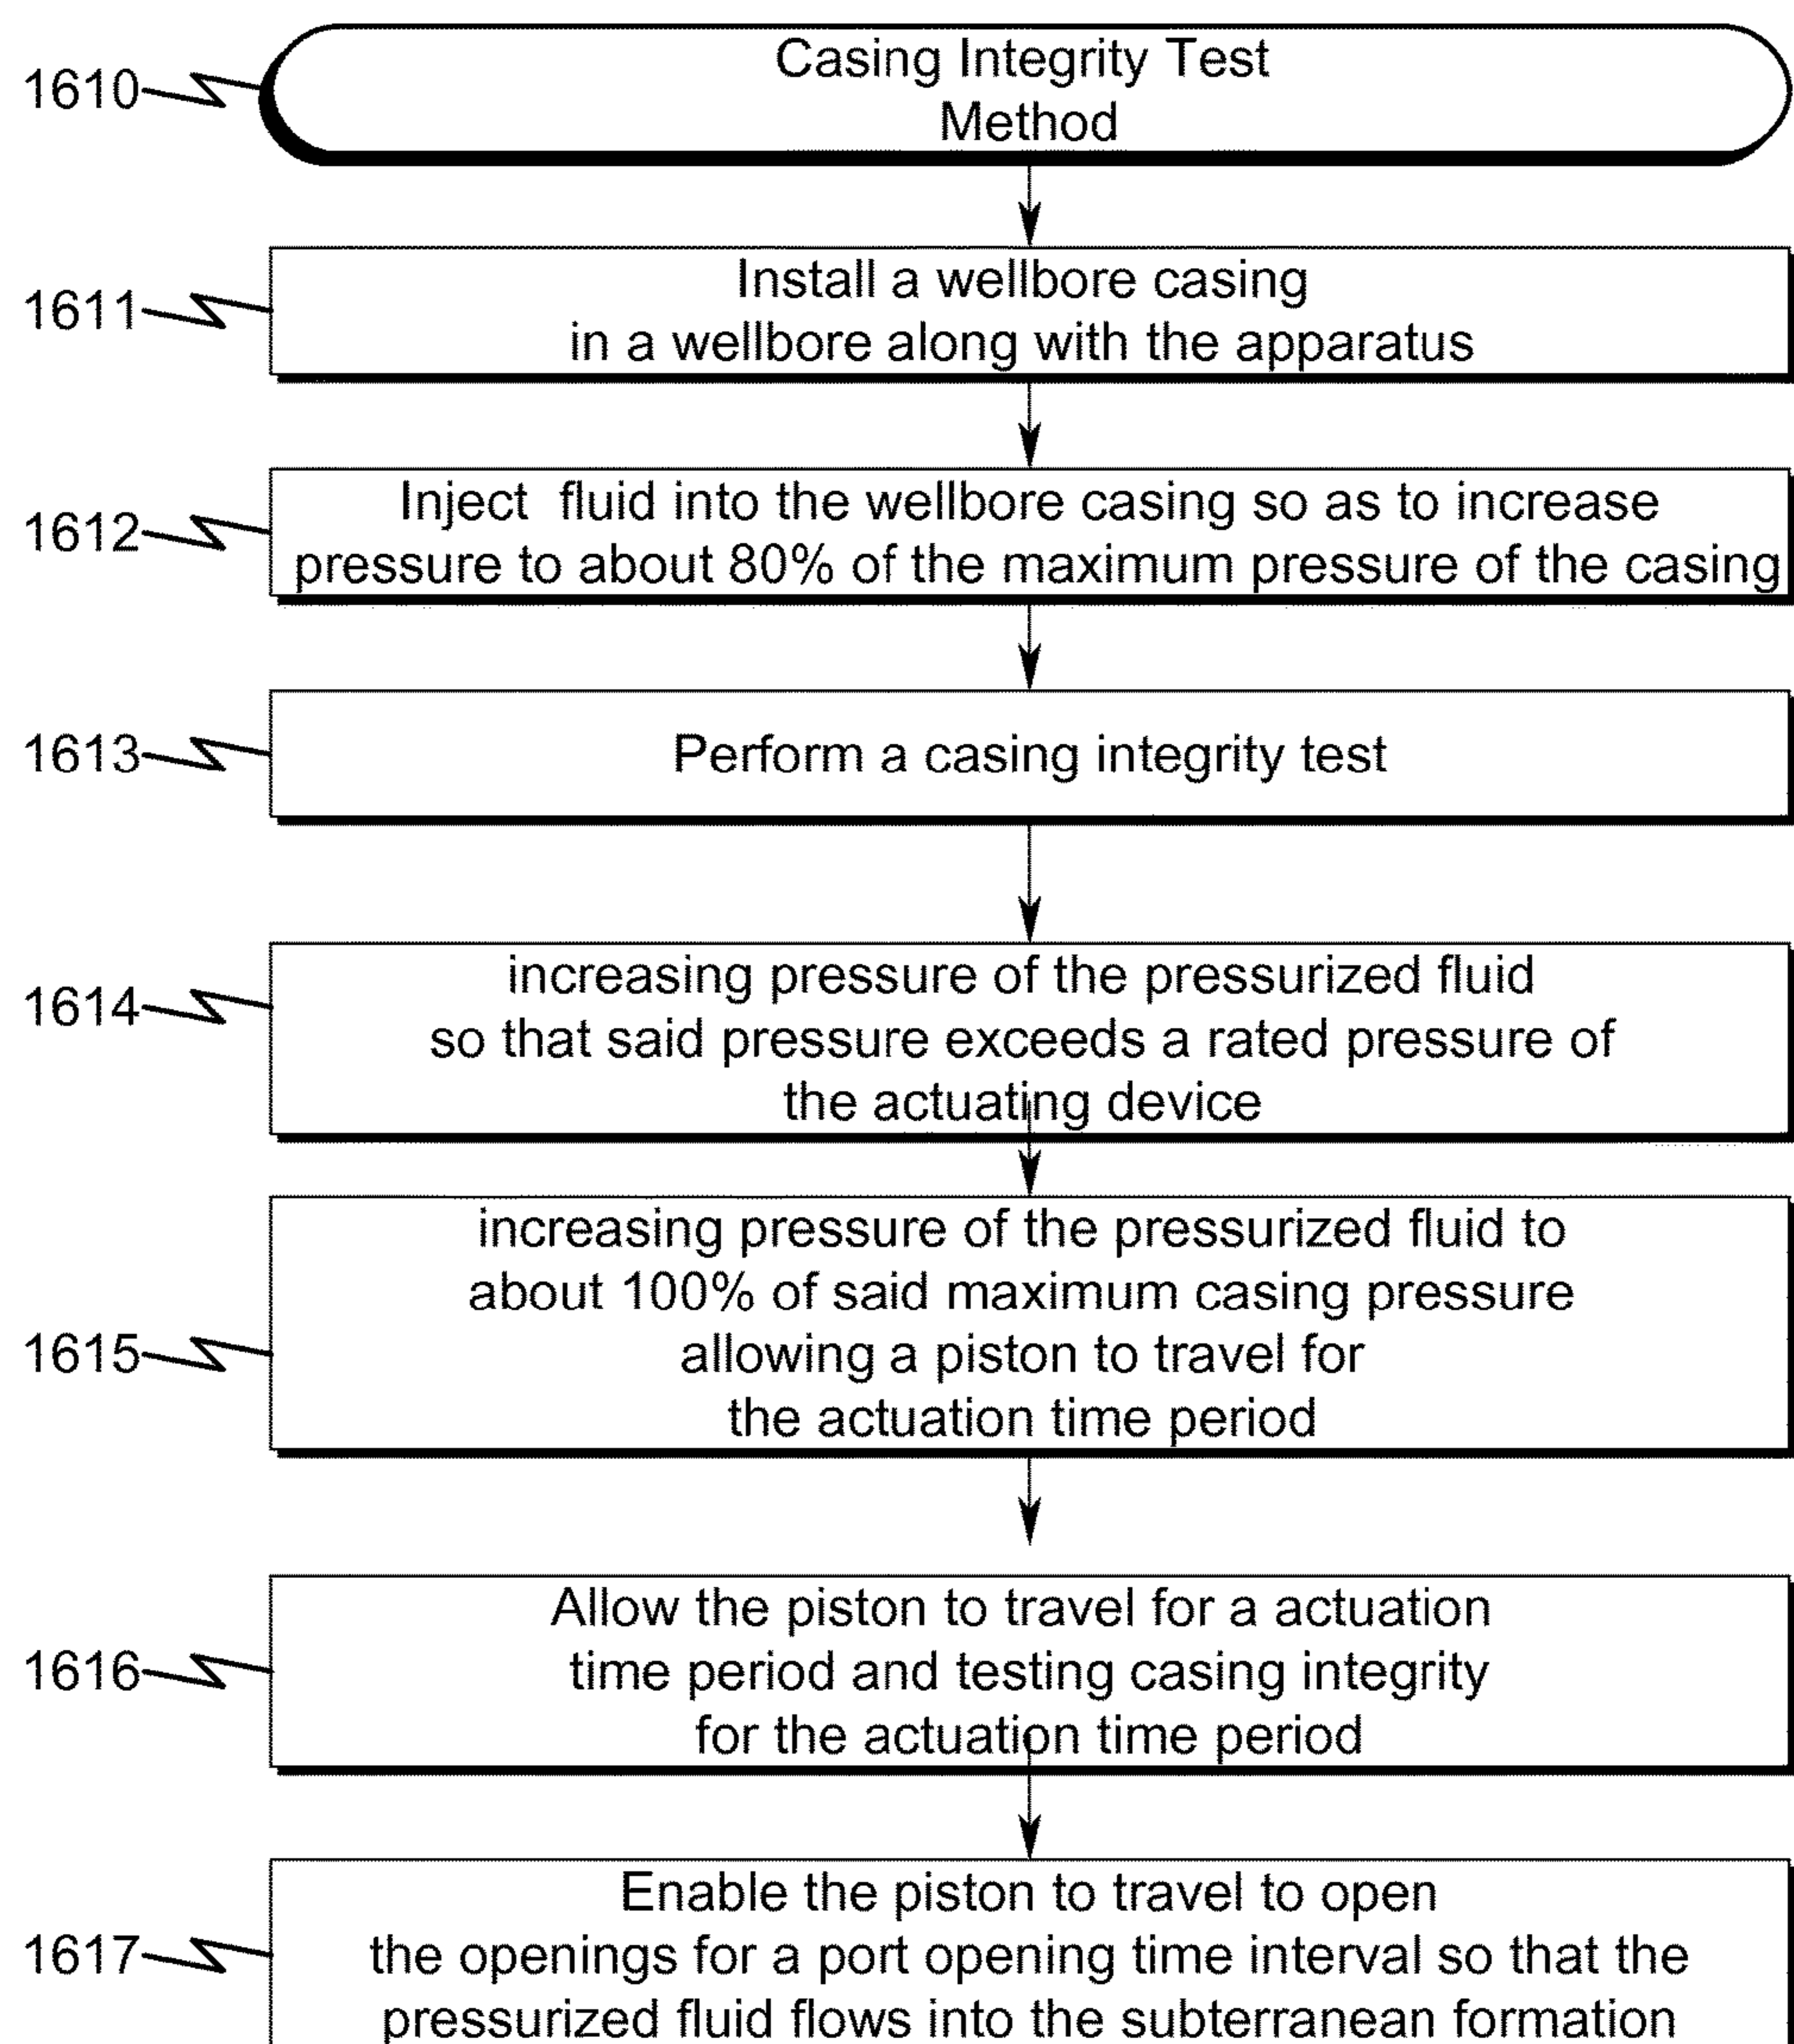 1610
Casing Integrity Test
Method
1611
Install a wellbore casing
in a wellbore along with the apparatus
1612
Inject fluid into the wellbore casing so as to increase
pressure to about 80% of the maximum pressure of the casing
1613
Perform a casing integrity test
1614
increasing pressure of the pressurized fluid
so that said pressure exceeds a rated pressure of
the actuating device
1615
increasing pressure of the pressurized fluid to
about 100% of said maximum casing pressure
allowing a piston to travel for
the actuation time period
1616
Allow the piston to travel for a actuation
time period and testing casing integrity
for the actuation time period
1617
Enable the piston to travel to open
the openings for a port opening time interval so that the
pressurized fluid flows into the subterranean formation